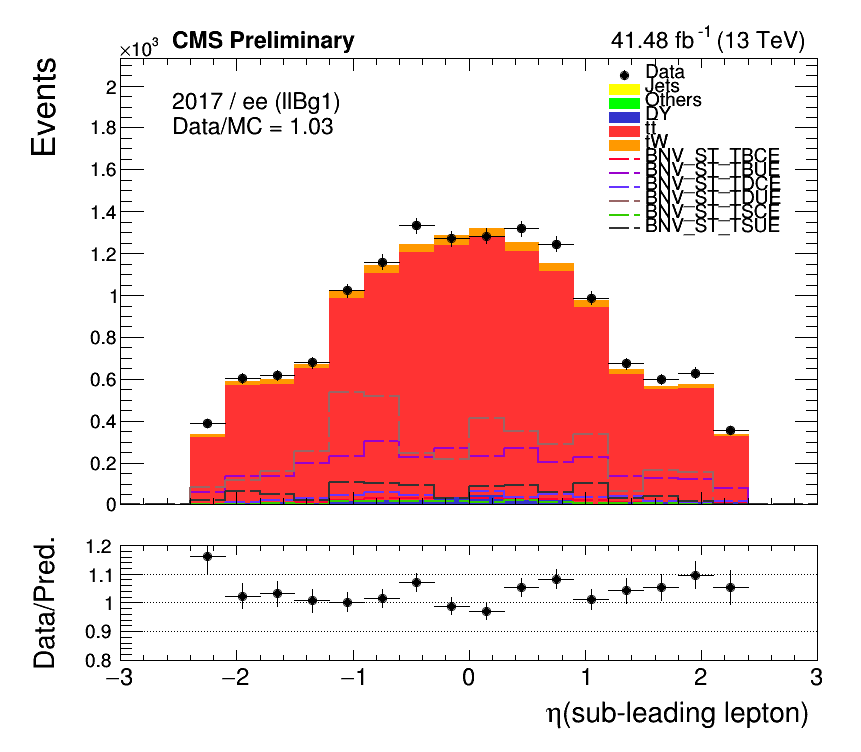 ×10³ CMS Preliminary 41.48 fb⁻¹ (13 TeV)
Events
2017 / ee (llBg1)
Data/MC = 1.03
Data
Jets
Others
DY
tt
tW
BNV_ST_TBCE
BNV_ST_TBUE
BNV_ST_TDCE
BNV_ST_TDUE
BNV_ST_TSCE
BNV_ST_TSUE
2
1.8
1.6
1.4
1.2
1
0.8
0.6
0.4
0.2
0
Data/Pred.
1.2
1.1
1
0.9
0.8
−3 −2 −1 0 1 2 3
η(sub-leading lepton)